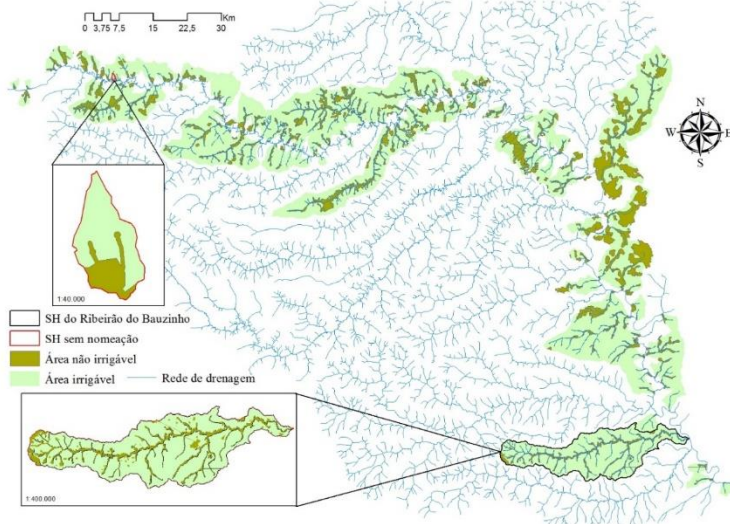 Km
0 3,75 7,5 15 22,5 30
N
W E
S
1:40.000
SH do Ribeirão do Bauzinho
SH sem nomeação
Área não irrigável
Área irrigável Rede de drenagem
1:400.000